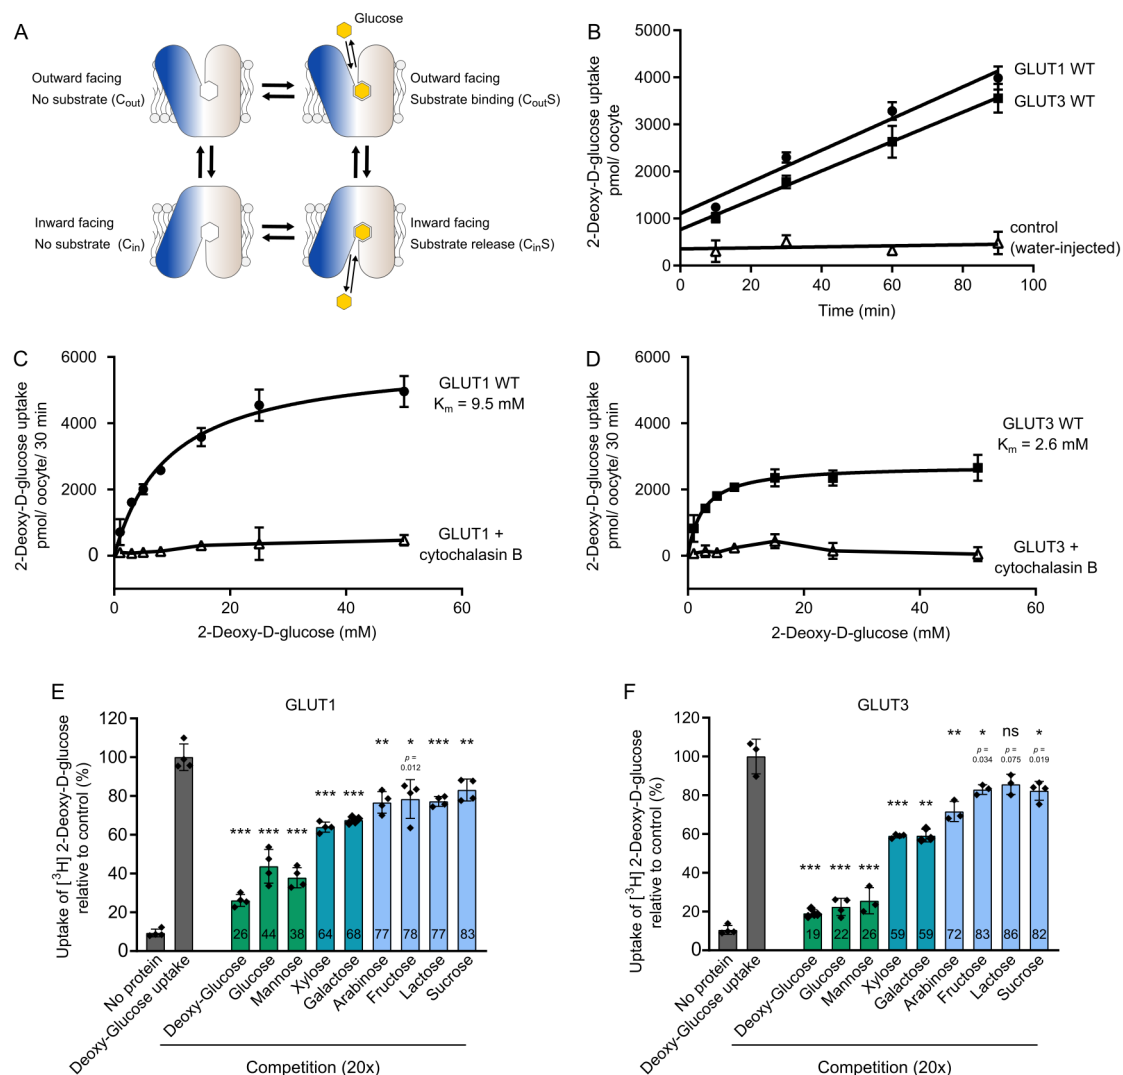 A
Glucose
Outward facing
No substrate (Cout)
Outward facing
Substrate binding (CoutS)
Inward facing
No substrate (Cin)
Inward facing
Substrate release (CinS)
B
2-Deoxy-D-glucose uptake
pmol/ oocyte
5000
4000
3000
2000
1000
0
0
20
40
60
80
100
Time (min)
GLUT1 WT
GLUT3 WT
control
(water-injected)
C
2-Deoxy-D-glucose uptake
pmol/ oocyte/ 30 min
6000
4000
2000
0
0
20
40
60
2-Deoxy-D-glucose (mM)
GLUT1 WT
Km = 9.5 mM
GLUT1 +
cytochalasin B
D
2-Deoxy-D-glucose uptake
pmol/ oocyte/ 30 min
6000
4000
2000
0
0
20
40
60
2-Deoxy-D-glucose (mM)
GLUT3 WT
Km = 2.6 mM
GLUT3 +
cytochalasin B
E
GLUT1
Uptake of [3H] 2-Deoxy-D-glucose
relative to control (%)
120
100
80
60
40
20
0
***
***
***
***
***
**
*
p =
0.012
***
**
26
44
38
64
68
77
78
77
83
No protein
Deoxy-Glucose uptake
Deoxy-Glucose
Glucose
Mannose
Xylose
Galactose
Arabinose
Fructose
Lactose
Sucrose
Competition (20x)
F
GLUT3
Uptake of [3H] 2-Deoxy-D-glucose
relative to control (%)
120
100
80
60
40
20
0
***
***
***
***
**
**
*
p =
0.034
ns
p =
0.075
*
p =
0.019
19
22
26
59
59
72
83
86
82
No protein
Deoxy-Glucose uptake
Deoxy-Glucose
Glucose
Mannose
Xylose
Galactose
Arabinose
Fructose
Lactose
Sucrose
Competition (20x)